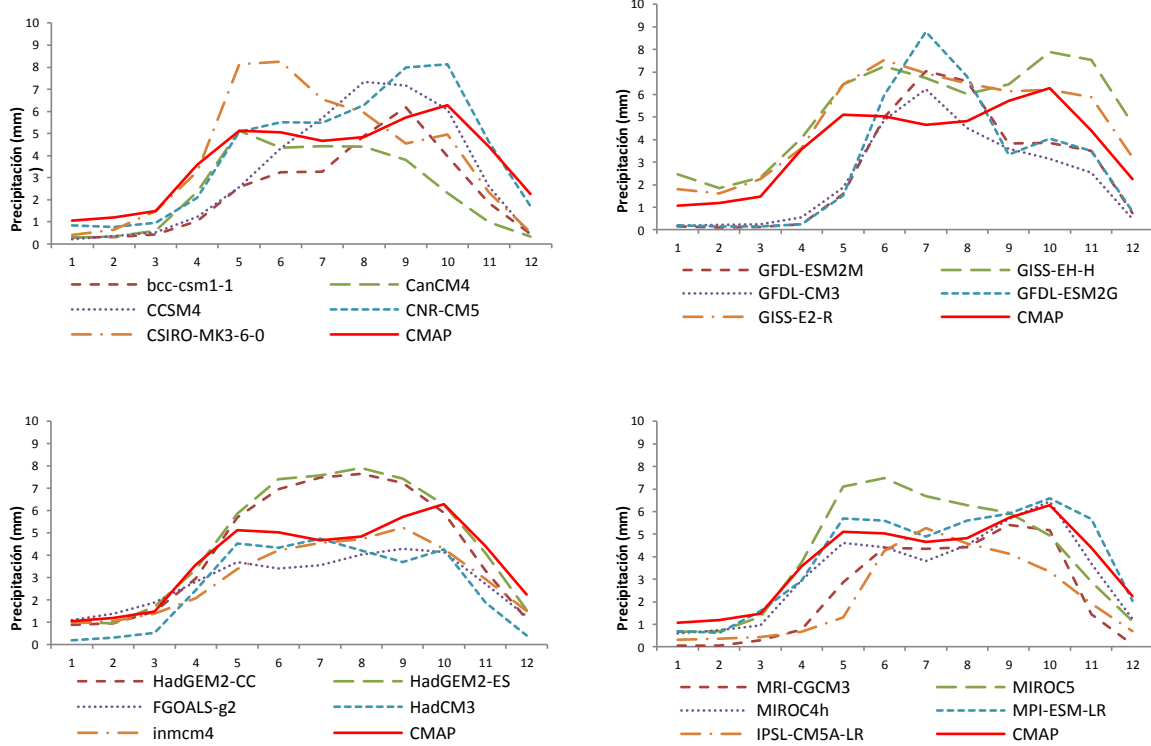 Precipitación (mm)
10
9
8
7
6
5
4
3
2
1
0
1 2 3 4 5 6 7 8 9 10 11 12
bcc-csm1-1 CanCM4
CCSM4 CNR-CM5
CSIRO-MK3-6-0 CMAP
Precipitación (mm)
10
9
8
7
6
5
4
3
2
1
0
1 2 3 4 5 6 7 8 9 10 11 12
GFDL-ESM2M GISS-EH-H
GFDL-CM3 GFDL-ESM2G
GISS-E2-R CMAP
Precipitación (mm)
10
9
8
7
6
5
4
3
2
1
0
1 2 3 4 5 6 7 8 9 10 11 12
HadGEM2-CC HadGEM2-ES
FGOALS-g2 HadCM3
inmcm4 CMAP
Precipitación (mm)
10
9
8
7
6
5
4
3
2
1
0
1 2 3 4 5 6 7 8 9 10 11 12
MRI-CGCM3 MIROC5
MIROC4h MPI-ESM-LR
IPSL-CM5A-LR CMAP